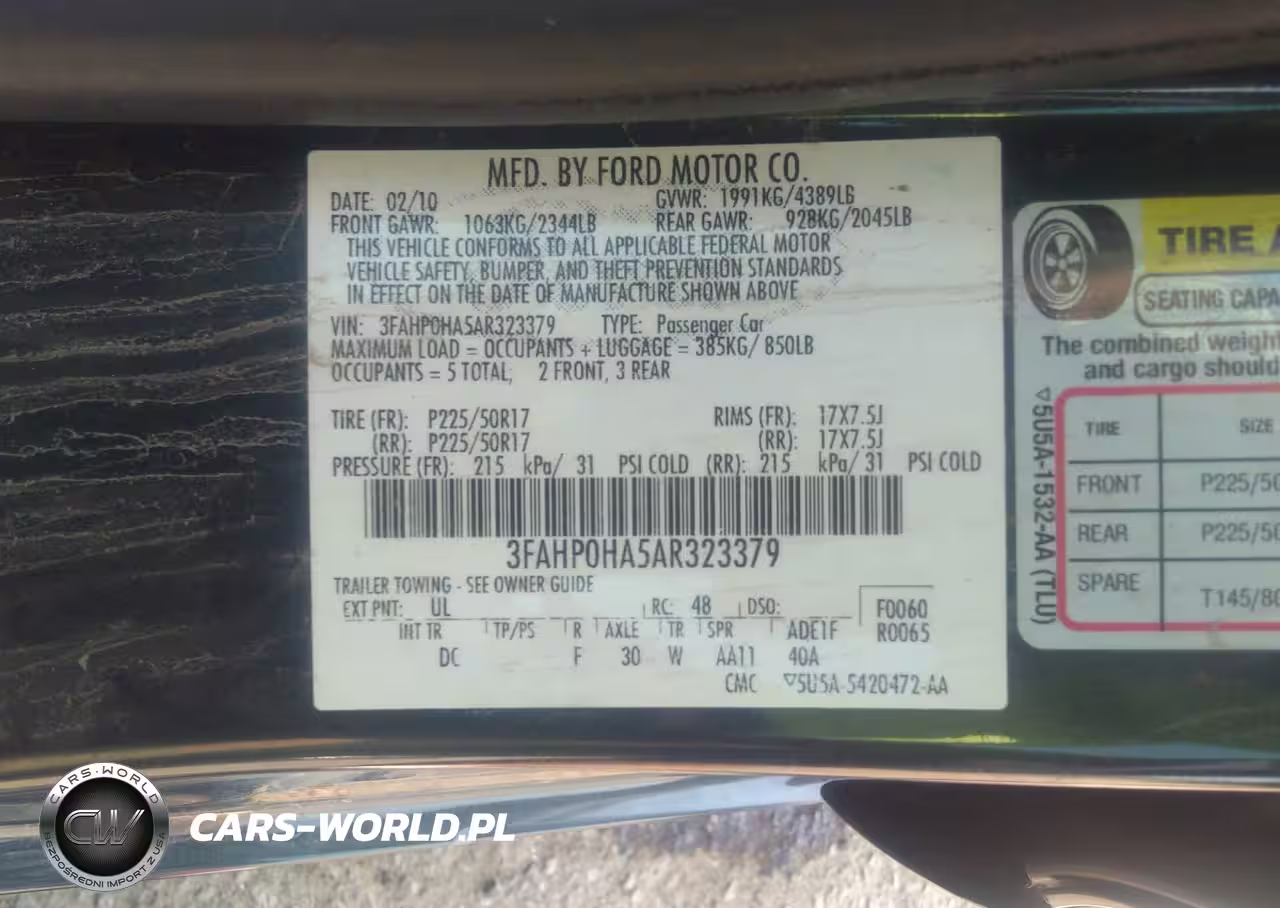 MFD. BY FORD MOTOR CO.
DATE: 02/10 GVWR: 1991KG/4389LB
FRONT GAWR: 1063KG/2344LB REAR GAWR: 928KG/2045LB
THIS VEHICLE CONFORMS TO ALL APPLICABLE FEDERAL MOTOR
VEHICLE SAFETY, BUMPER, AND THEFT PREVENTION STANDARDS
IN EFFECT ON THE DATE OF MANUFACTURE SHOWN ABOVE
VIN: 3FAHP0HA5AR323379 TYPE: Passenger Car
MAXIMUM LOAD = OCCUPANTS + LUGGAGE = 385KG/ 850LB
OCCUPANTS = 5 TOTAL, 2 FRONT, 3 REAR
TIRE (FR): P225/50R17 RIMS (FR): 17X7.5J
(RR): P225/50R17 (RR): 17X7.5J
PRESSURE (FR): 215 kPa/ 31 PSI COLD (RR): 215 kPa/ 31 PSI COLD
3FAHP0HA5AR323379
TRAILER TOWING - SEE OWNER GUIDE
EXT PNT: UL RC: 48 DSO: F0060
INT TR TP/PS R AXLE TR SPR ADE1F R0065
DC F 30 W AA11 40A
CMC ▽5U5A-5420472-AA
TIRE A
SEATING CAPA
The combined weight
and cargo should
▽5U5A-1532-AA (TLU)
TIRE SIZE
FRONT P225/50
REAR P225/50
SPARE T145/80
CARS-WORLD
CW
BEZPOŚREDNI IMPORT Z USA
CARS-WORLD.PL